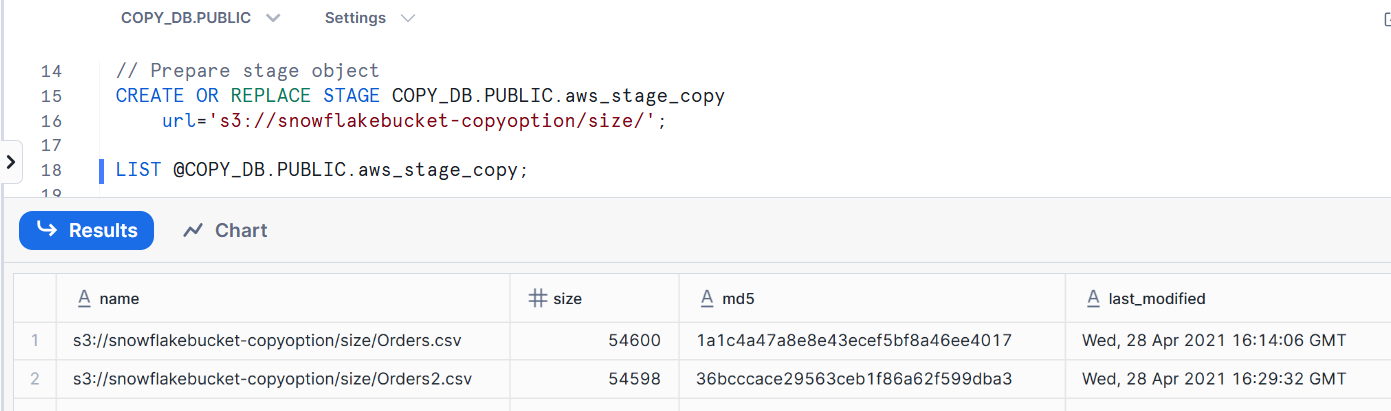 COPY_DB.PUBLIC Settings
14 // Prepare stage object
15 CREATE OR REPLACE STAGE COPY_DB.PUBLIC.aws_stage_copy
16 url='s3://snowflakebucket-copyoption/size/';
17
18 LIST @COPY_DB.PUBLIC.aws_stage_copy;
19
Results Chart
name size md5 last_modified
1 s3://snowflakebucket-copyoption/size/Orders.csv 54600 1a1c4a47a8e8e43ecef5bf8a46ee4017 Wed, 28 Apr 2021 16:14:06 GMT
2 s3://snowflakebucket-copyoption/size/Orders2.csv 54598 36bcccace29563ceb1f86a62f599dba3 Wed, 28 Apr 2021 16:29:32 GMT